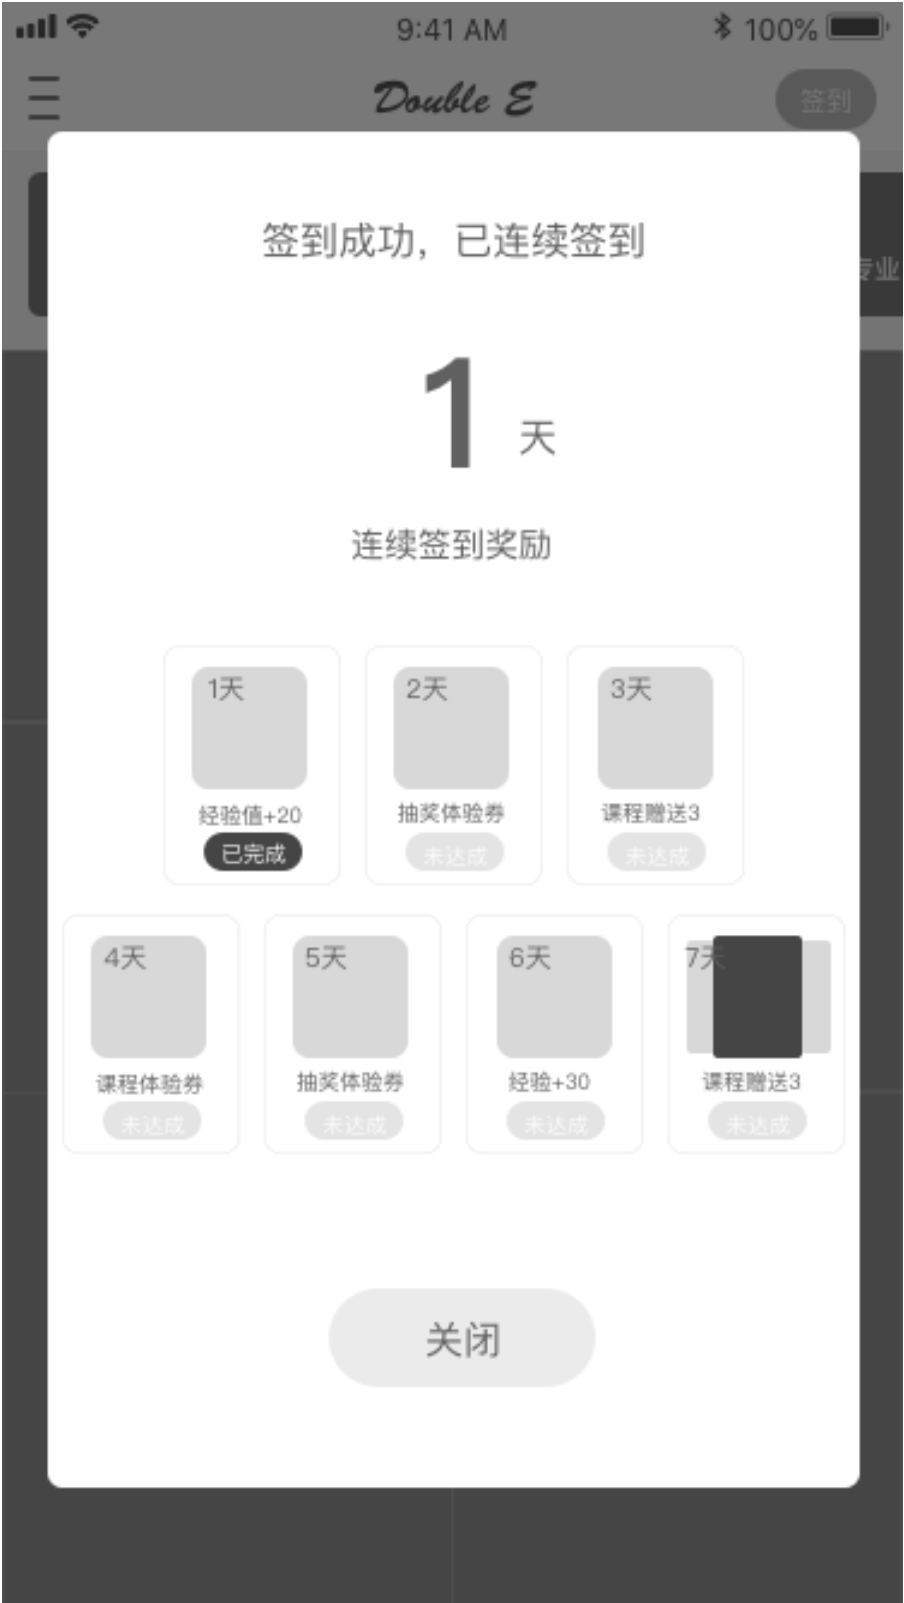 9:41 AM
100%
Double E
签到
专业
签到成功，已连续签到
1 天
连续签到奖励
1天
2天
3天
经验值+20
抽奖体验券
课程赠送3
已完成
未达成
未达成
4天
5天
6天
7天
课程体验券
抽奖体验券
经验+30
课程赠送3
未达成
未达成
未达成
未达成
关闭